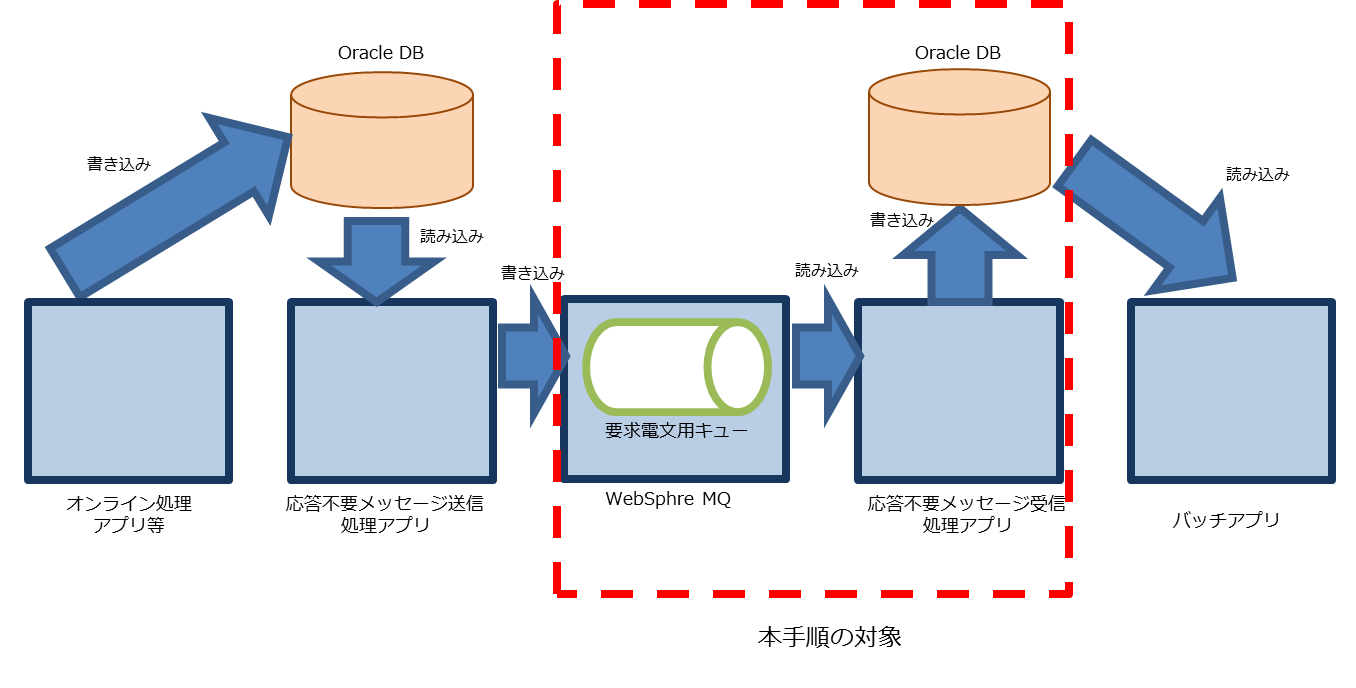 Oracle DB
Oracle DB
書き込み
読み込み
書き込み
読み込み
書き込み
読み込み
要求電文用キュー
オンライン処理
アプリ等
応答不要メッセージ送信
処理アプリ
WebSphre MQ
応答不要メッセージ受信
処理アプリ
バッチアプリ
本手順の対象